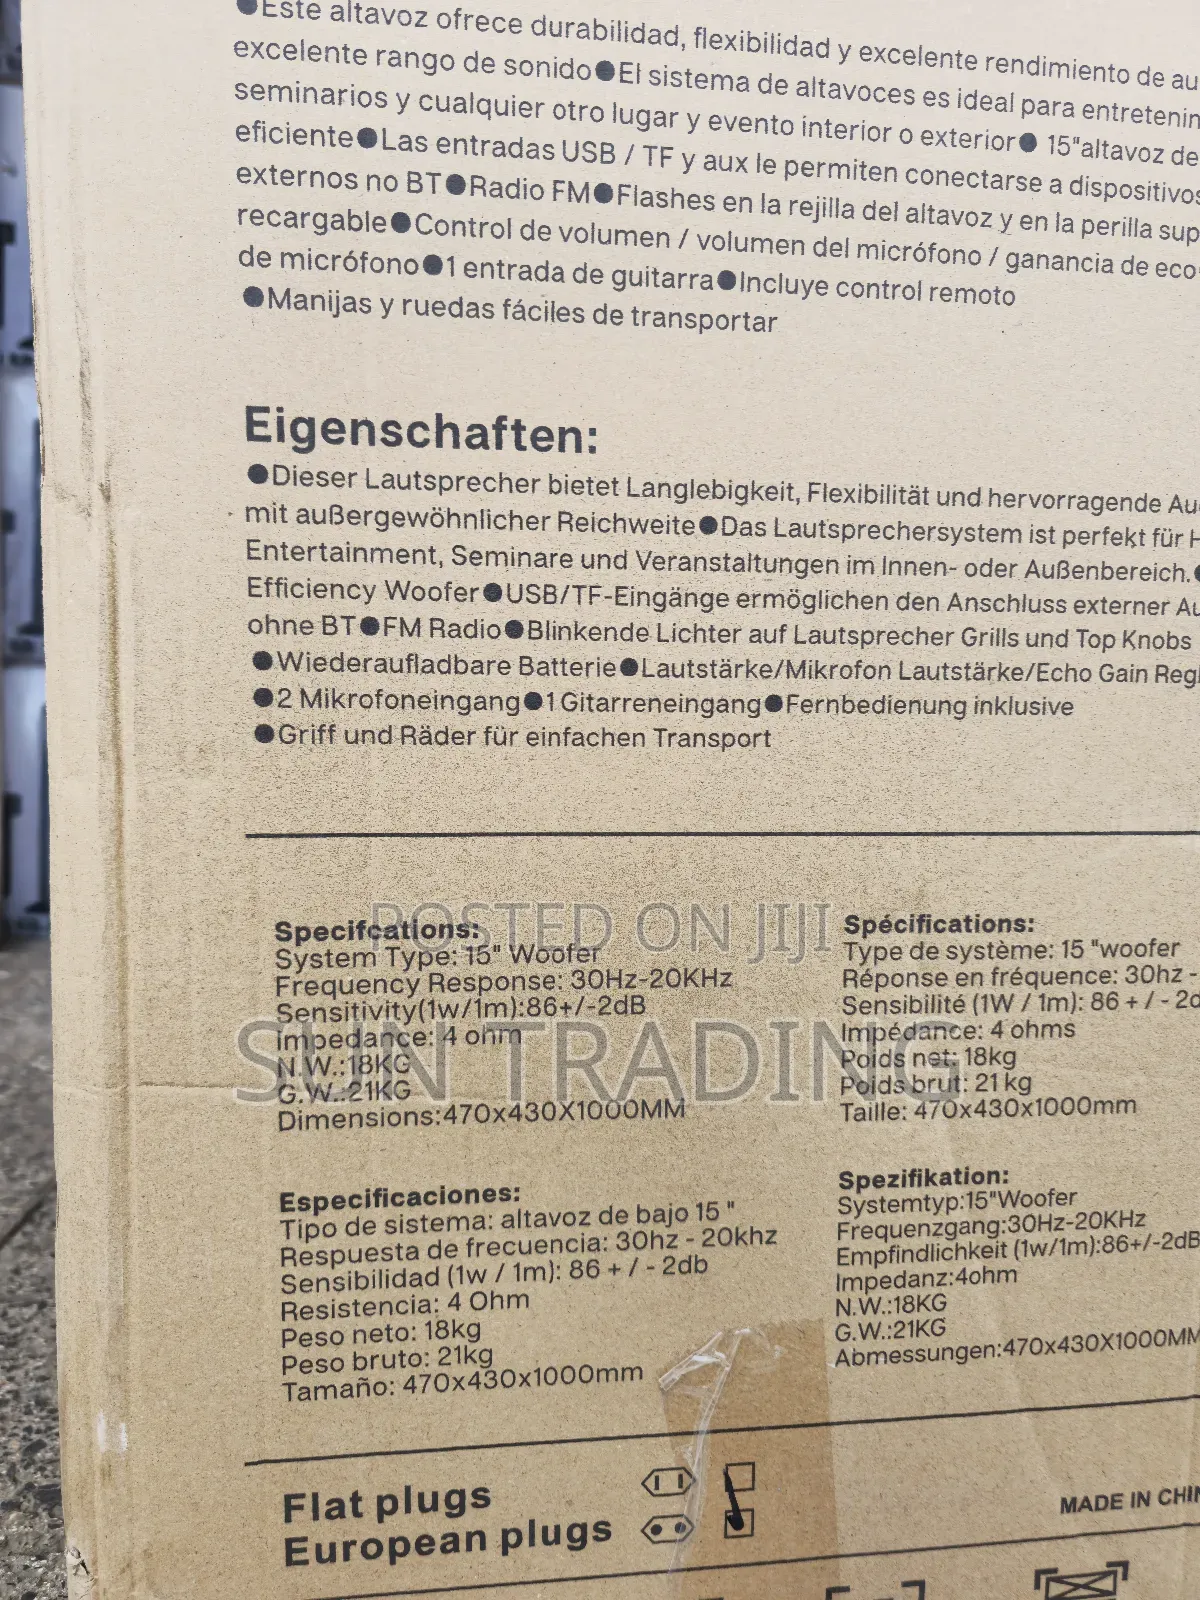 ●Este altavoz ofrece durabilidad, flexibilidad y excelente rendimiento de au
excelente rango de sonido●El sistema de altavoces es ideal para entretenim
seminarios y cualquier otro lugar y evento interior o exterior● 15"altavoz de
eficiente●Las entradas USB / TF y aux le permiten conectarse a dispositivos
externos no BT●Radio FM●Flashes en la rejilla del altavoz y en la perilla sup
recargable●Control de volumen / volumen del micrófono / ganancia de eco
de micrófono●1 entrada de guitarra●Incluye control remoto
●Manijas y ruedas fáciles de transportar
Eigenschaften:
●Dieser Lautsprecher bietet Langlebigkeit, Flexibilität und hervorragende Au
mit außergewöhnlicher Reichweite●Das Lautsprechersystem ist perfekt für H
Entertainment, Seminare und Veranstaltungen im Innen- oder Außenbereich.●
Efficiency Woofer●USB/TF-Eingänge ermöglichen den Anschluss externer Au
ohne BT●FM Radio●Blinkende Lichter auf Lautsprecher Grills und Top Knobs
●Wiederaufladbare Batterie●Lautstärke/Mikrofon Lautstärke/Echo Gain Regl
●2 Mikrofoneingang●1 Gitarreneingang●Fernbedienung inklusive
●Griff und Räder für einfachen Transport
Specifcations:
System Type: 15" Woofer
Frequency Response: 30Hz-20KHz
Sensitivity(1w/1m):86+/-2dB
Impedance: 4 ohm
N.W.:18KG
G.W.:21KG
Dimensions:470x430X1000MM
Spécifications:
Type de système: 15 "woofer
Réponse en fréquence: 30hz -
Sensibilité (1W / 1m): 86 + / - 2d
Impédance: 4 ohms
Poids net: 18kg
Poids brut: 21 kg
Taille: 470x430x1000mm
POSTED ON JIJI
SUN TRADING
Especificaciones:
Tipo de sistema: altavoz de bajo 15 "
Respuesta de frecuencia: 30hz - 20khz
Sensibilidad (1w / 1m): 86 + / - 2db
Resistencia: 4 Ohm
Peso neto: 18kg
Peso bruto: 21kg
Tamaño: 470x430x1000mm
Spezifikation:
Systemtyp:15"Woofer
Frequenzgang:30Hz-20KHz
Empfindlichkeit (1w/1m):86+/-2dB
Impedanz:4ohm
N.W.:18KG
G.W.:21KG
Abmessungen:470x430X1000MM
Flat plugs
European plugs
MADE IN CHIN